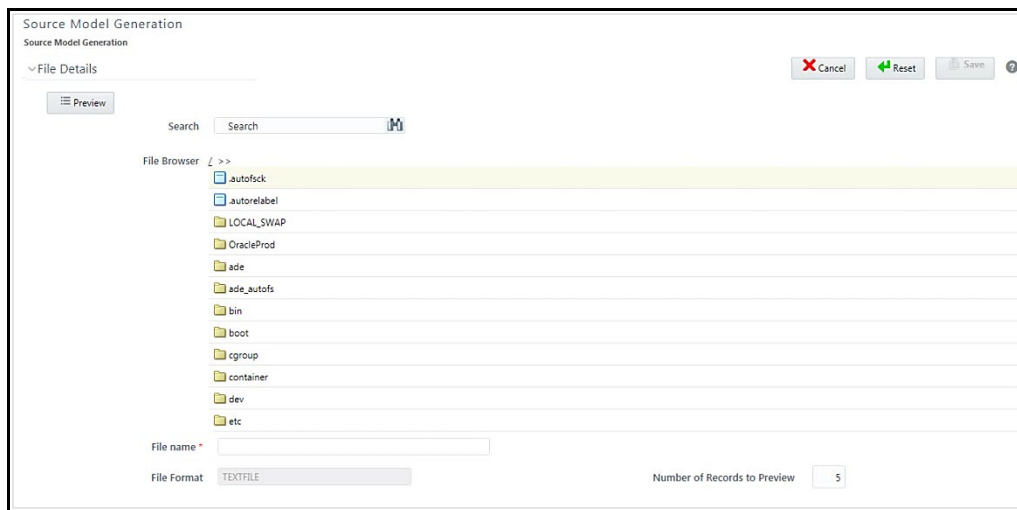 Source Model Generation
Source Model Generation
File Details
Cancel Reset Save
Preview
Search Search
File Browser / >>
.autofsck
.autorelabel
LOCAL_SWAP
OracleProd
ade
ade_autofs
bin
boot
cgroup
container
dev
etc
File name *
File Format TEXTFILE Number of Records to Preview 5